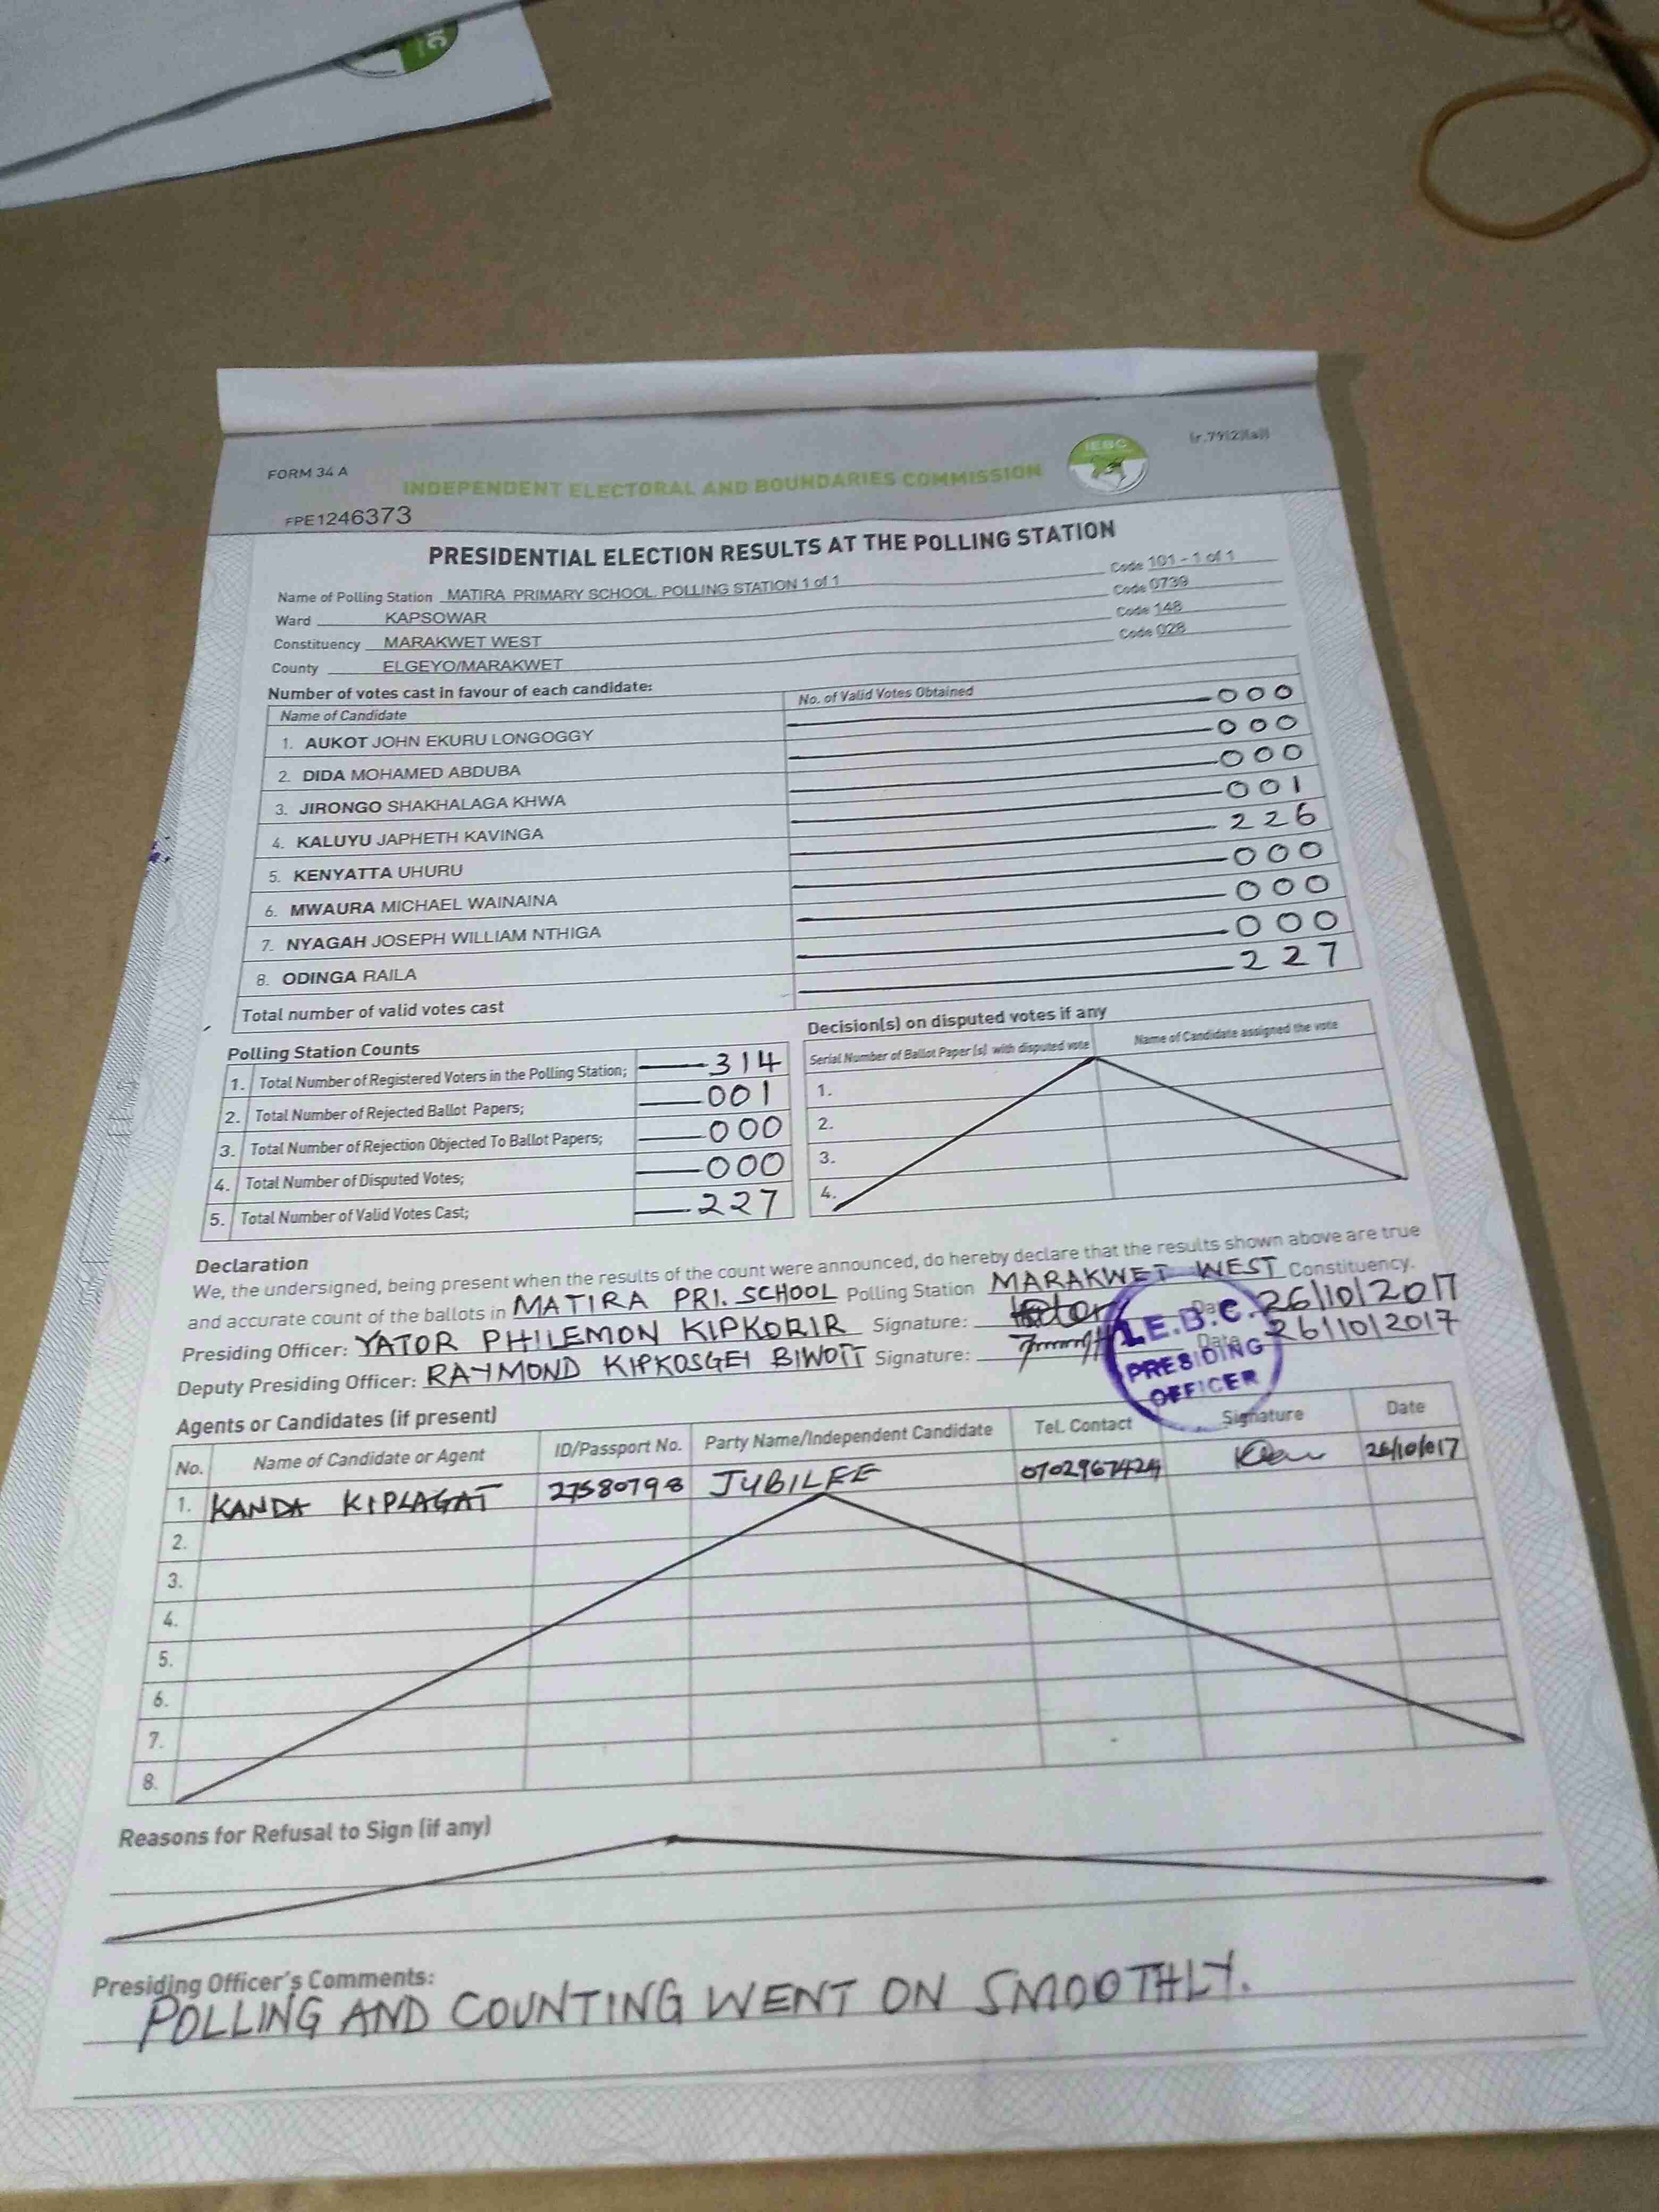 FORM 34 A
INDEPENDENT ELECTORAL AND BOUNDARIES COMMISSION
IEBC
FPE1246373
PRESIDENTIAL ELECTION RESULTS AT THE POLLING STATION
Name of Polling Station MATIRA PRIMARY SCHOOL, POLLING STATION 1 of 1 Code 101 - 1 of 1
Ward KAPSOWAR Code 0739
Constituency MARAKWET WEST Code 148
County ELGEYO/MARAKWET Code 028
Number of votes cast in favour of each candidate:
Name of Candidate No. of Valid Votes Obtained
1. AUKOT JOHN EKURU LONGOGGY 000
2. DIDA MOHAMED ABDUBA 000
3. JIRONGO SHAKHALAGA KHWA 000
4. KALUYU JAPHETH KAVINGA 001
5. KENYATTA UHURU 226
6. MWAURA MICHAEL WAINAINA 000
7. NYAGAH JOSEPH WILLIAM NTHIGA 000
8. ODINGA RAILA 000
Total number of valid votes cast 227
Polling Station Counts
1. Total Number of Registered Voters in the Polling Station; 314
2. Total Number of Rejected Ballot Papers; 001
3. Total Number of Rejection Objected To Ballot Papers; 000
4. Total Number of Disputed Votes; 000
5. Total Number of Valid Votes Cast; 227
Decision(s) on disputed votes if any
Serial Number of Ballot Paper (s) with disputed vote Name of Candidate assigned the vote
1.
2.
3.
4.
Declaration
We, the undersigned, being present when the results of the count were announced, do hereby declare that the results shown above are true
and accurate count of the ballots in MATIRA PRI. SCHOOL Polling Station MARAKWET WEST Constituency.
Presiding Officer: YATOR PHILEMON KIPKORIR Signature: Date 26/10/2017
Deputy Presiding Officer: RAYMOND KIPKOSGEI BIWOTT Signature: Date 26/10/2017
I.E.B.C.
PRESIDING
OFFICER
Agents or Candidates (if present)
No. Name of Candidate or Agent ID/Passport No. Party Name/Independent Candidate Tel. Contact Signature Date
1. KANDA KIPLAGAT 27580798 JUBILEE 0702967424 26/10/017
2.
3.
4.
5.
6.
7.
8.
Reasons for Refusal to Sign (if any)
Presiding Officer's Comments:
POLLING AND COUNTING WENT ON SMOOTHLY.